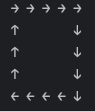 → → → → →
↑ ↓
↑ ↓
↑ ↓
← ← ← ← ↓